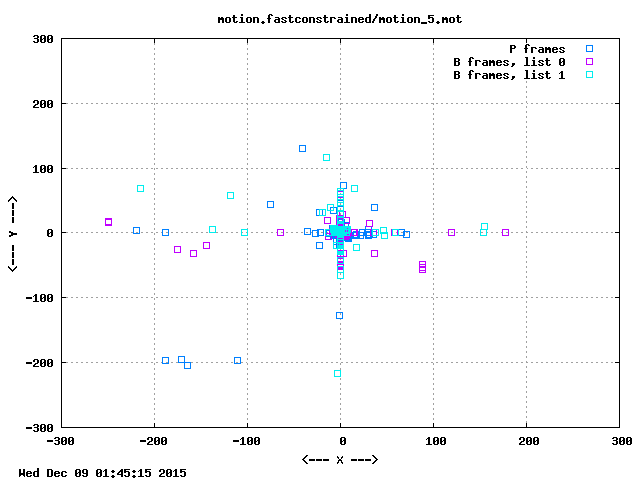 motion.fastconstrained/motion_5.mot
P frames
B frames, list 0
B frames, list 1
300
200
100
0
-100
-200
-300
<--- Y --->
-300 -200 -100 0 100 200 300
<--- X --->
Wed Dec 09 01:45:15 2015